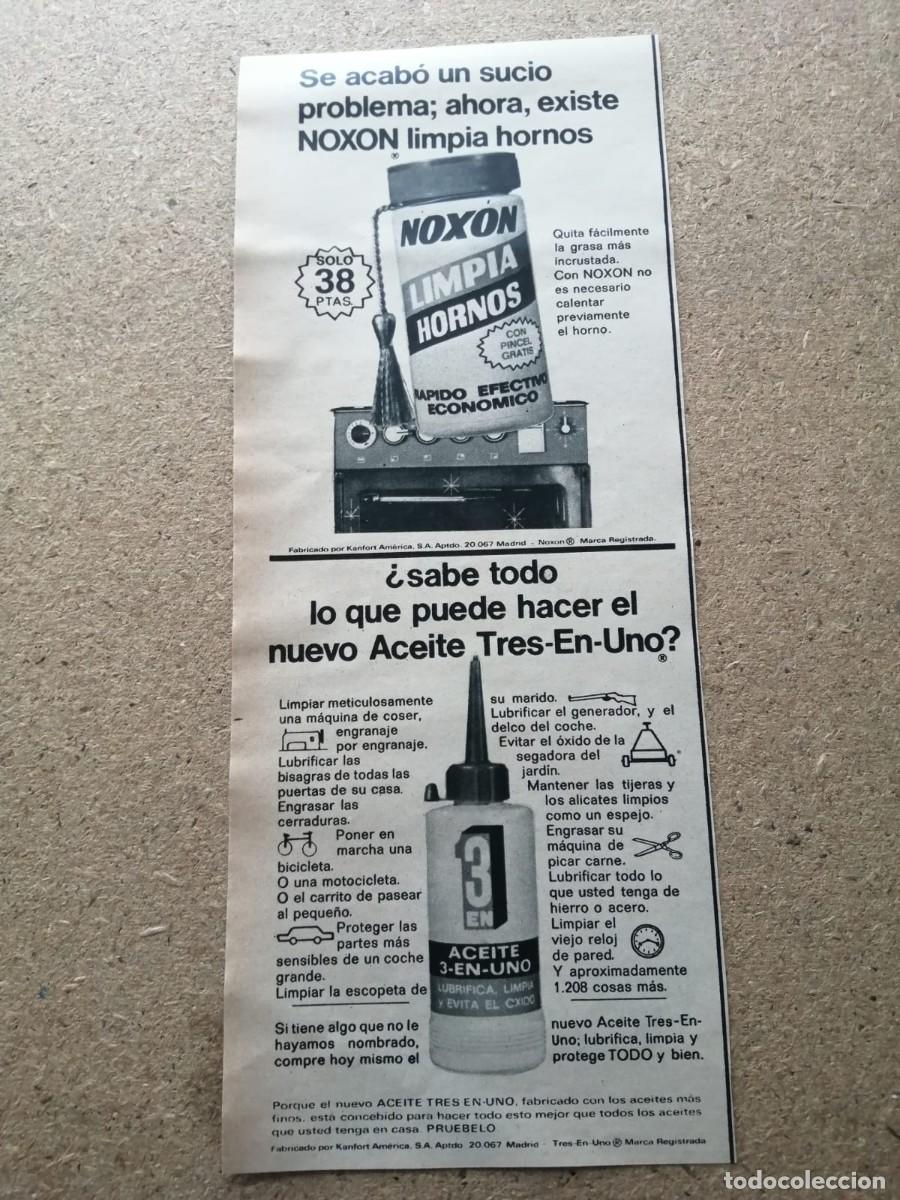 Se acabó un sucio
problema; ahora, existe
NOXON limpia hornos
®
NOXON
LIMPIA
HORNOS
CON
PINCEL
GRATIS
RAPIDO EFECTIVO
ECONOMICO
SOLO
38
PTAS.
Quita fácilmente
la grasa más
incrustada.
Con NOXON no
es necesario
calentar
previamente
el horno.
Fabricado por Kanfort América, S.A. Aptdo. 20.067 Madrid - Noxon® Marca Registrada.
¿sabe todo
lo que puede hacer el
nuevo Aceite Tres-En-Uno?
®
Limpiar meticulosamente
una máquina de coser,
engranaje
por engranaje.
Lubrificar las
bisagras de todas las
puertas de su casa.
Engrasar las
cerraduras.
Poner en
marcha una
bicicleta.
O una motocicleta.
O el carrito de pasear
al pequeño.
Proteger las
partes más
sensibles de un coche
grande.
Limpiar la escopeta de
su marido.
Lubrificar el generador, y el
delco del coche.
Evitar el óxido de la
segadora del
jardín.
Mantener las tijeras y
los alicates limpios
como un espejo.
Engrasar su
máquina de
picar carne.
Lubrificar todo lo
que usted tenga de
hierro o acero.
Limpiar el
viejo reloj
de pared.
Y aproximadamente
1.208 cosas más.
3
EN
1
ACEITE
3-EN-UNO
LUBRIFICA, LIMPIA
Y EVITA EL OXIDO
Si tiene algo que no le
hayamos nombrado,
compre hoy mismo el
nuevo Aceite Tres-En-
Uno; lubrifica, limpia y
protege TODO y bien.
Porque el nuevo ACEITE TRES EN-UNO, fabricado con los aceites más
finos, está concebido para hacer todo esto mejor que todos los aceites
que usted tenga en casa. PRUEBELO
Fabricado por Kanfort América, S.A. Aptdo 20.067 Madrid - Tres-En-Uno® Marca Registrada
todocoleccion